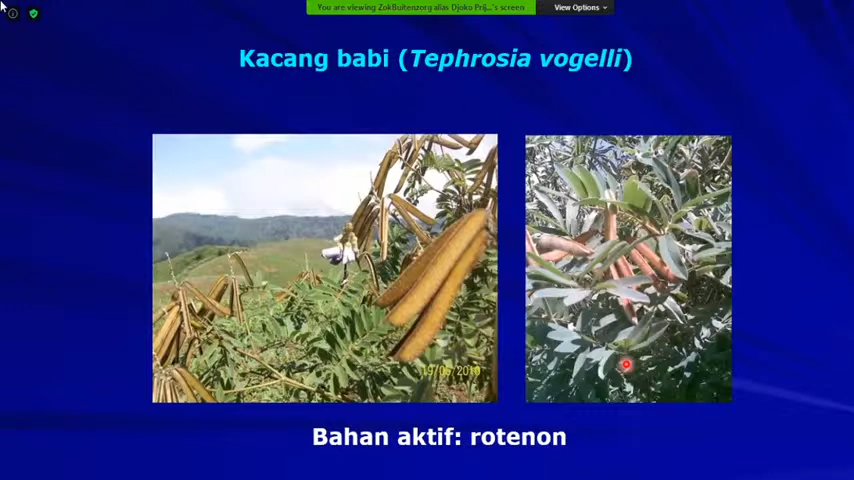 You are viewing ZokBuitenzorg alias Djoko Prij...'s screen
View Options
Kacang babi (Tephrosia vogelli)
19/06/2010
Bahan aktif: rotenon